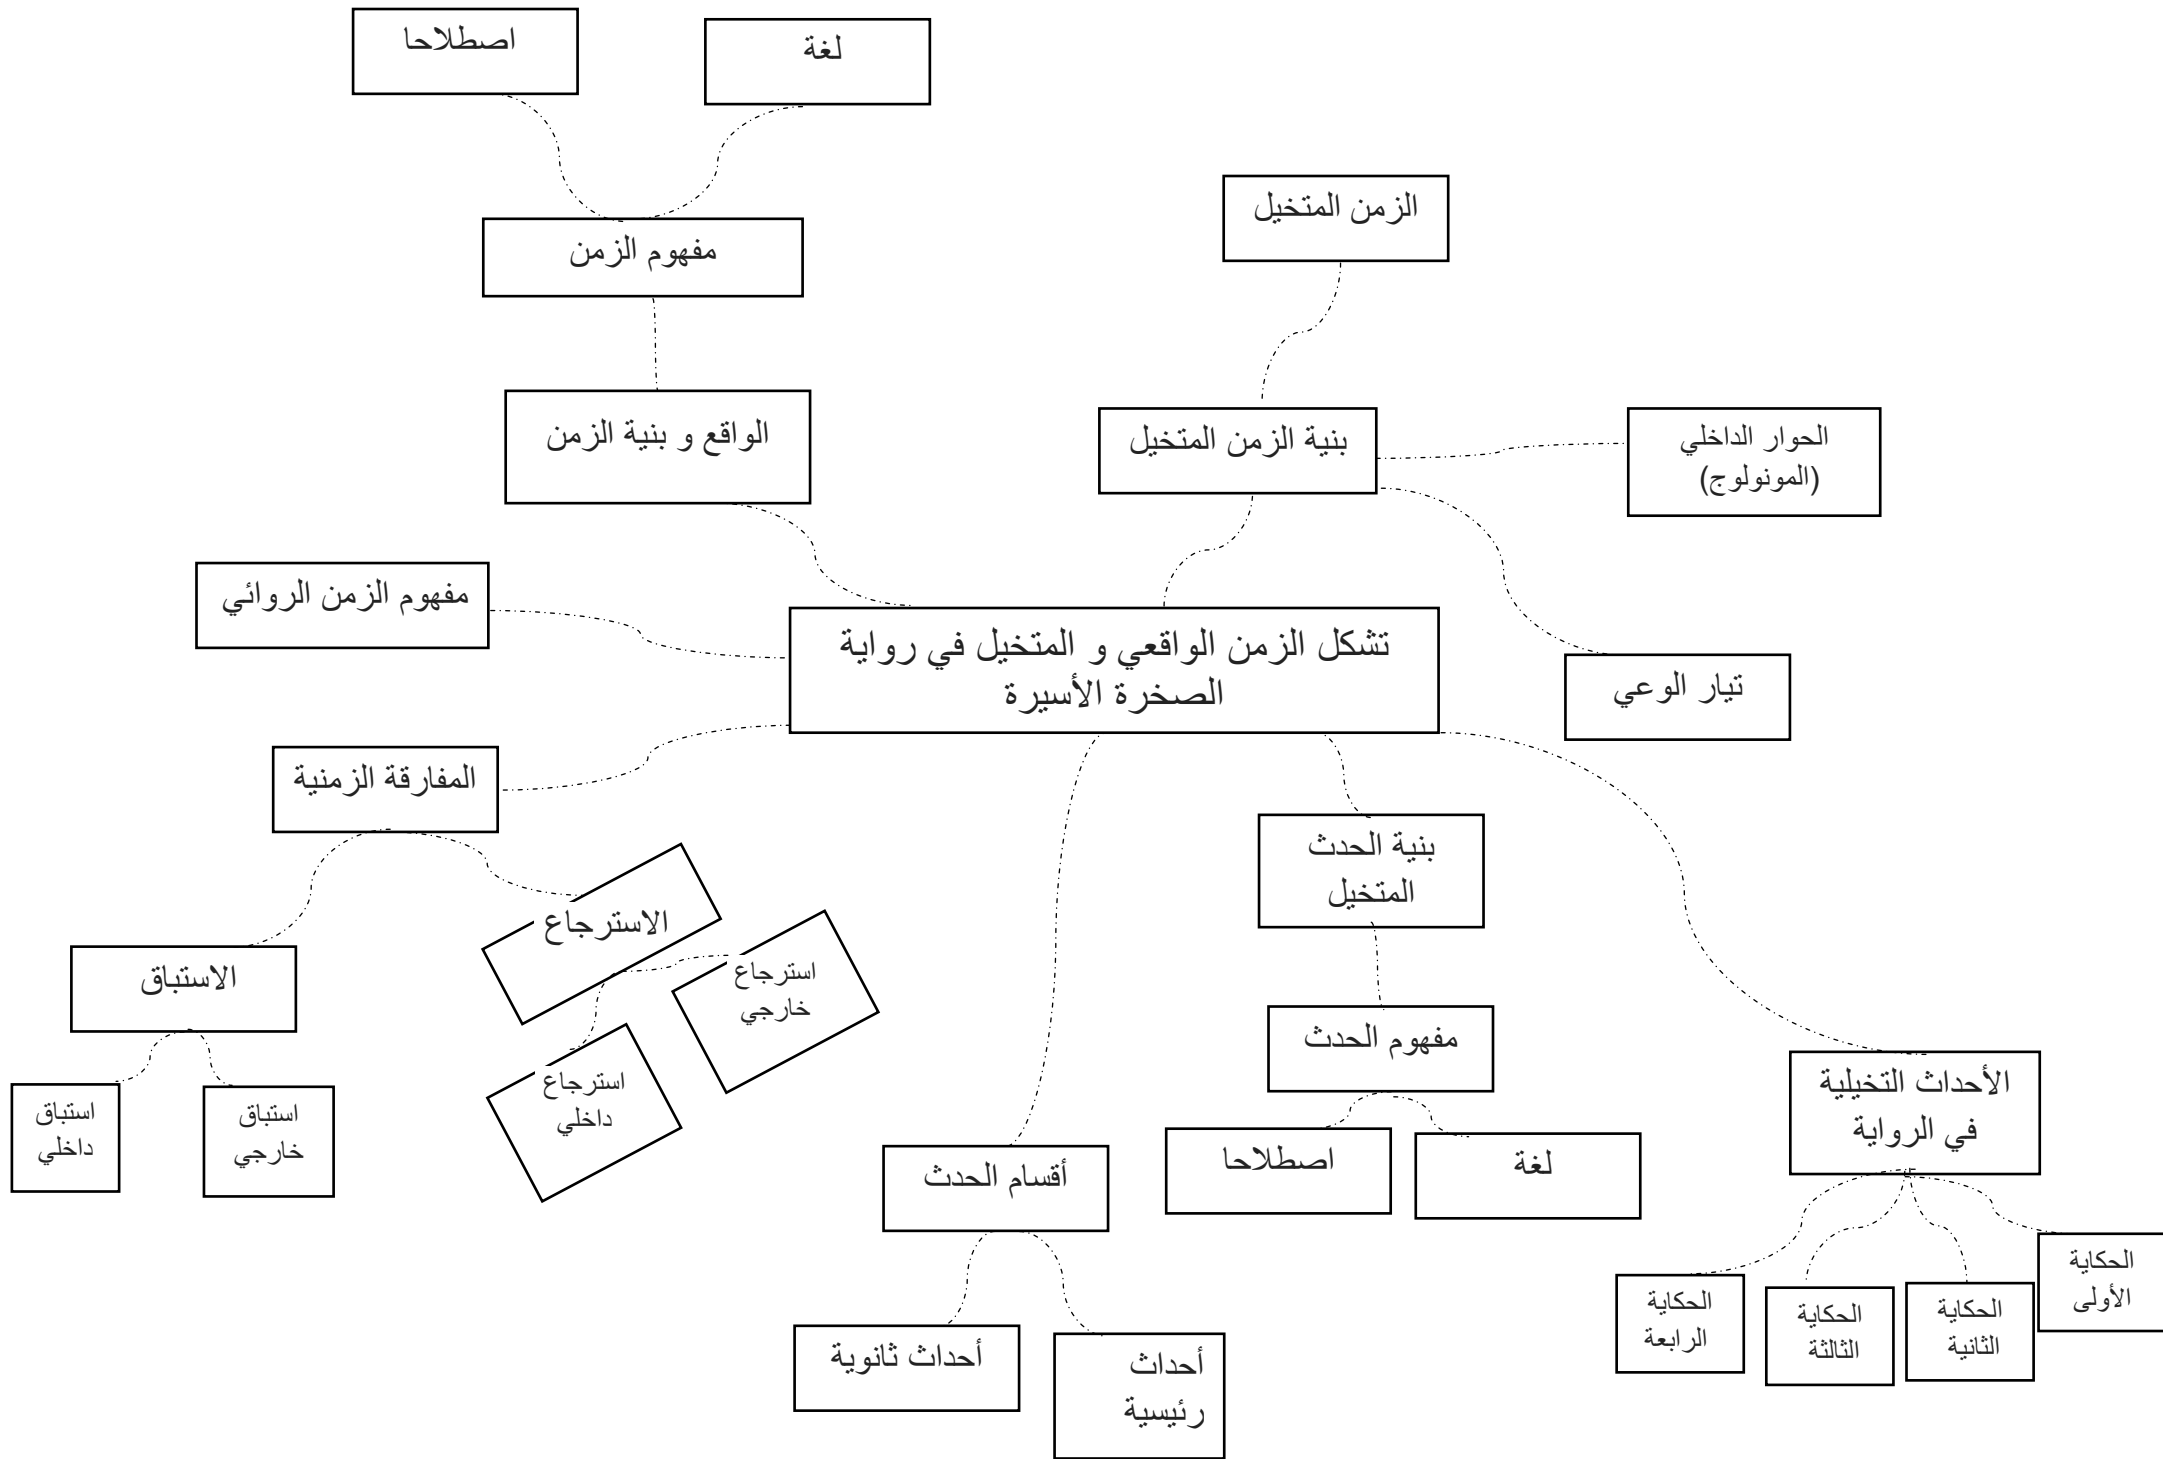 اصطلاحا
لغة
الزمن المتخيل
مفهوم الزمن
الواقع و بنية الزمن
بنية الزمن المتخيل
الحوار الداخلي
(المونولوج)
مفهوم الزمن الروائي
تشكل الزمن الواقعي و المتخيل في رواية
الصخرة الأسيرة
تيار الوعي
المفارقة الزمنية
بنية الحدث
المتخيل
الاسترجاع
الاستباق
استرجاع
خارجي
استرجاع
داخلي
استباق
خارجي
استباق
داخلي
مفهوم الحدث
لغة
اصطلاحا
الأحداث التخيلية
في الرواية
أقسام الحدث
الحكاية
الأولى
الحكاية
الثانية
الحكاية
الثالثة
الحكاية
الرابعة
أحداث
رئيسية
أحداث ثانوية